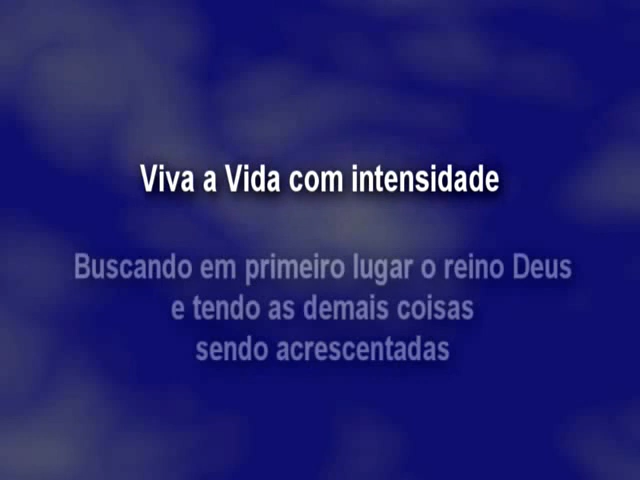 Viva a Vida com intensidade
Buscando em primeiro lugar o reino Deus
e tendo as demais coisas
sendo acrescentadas